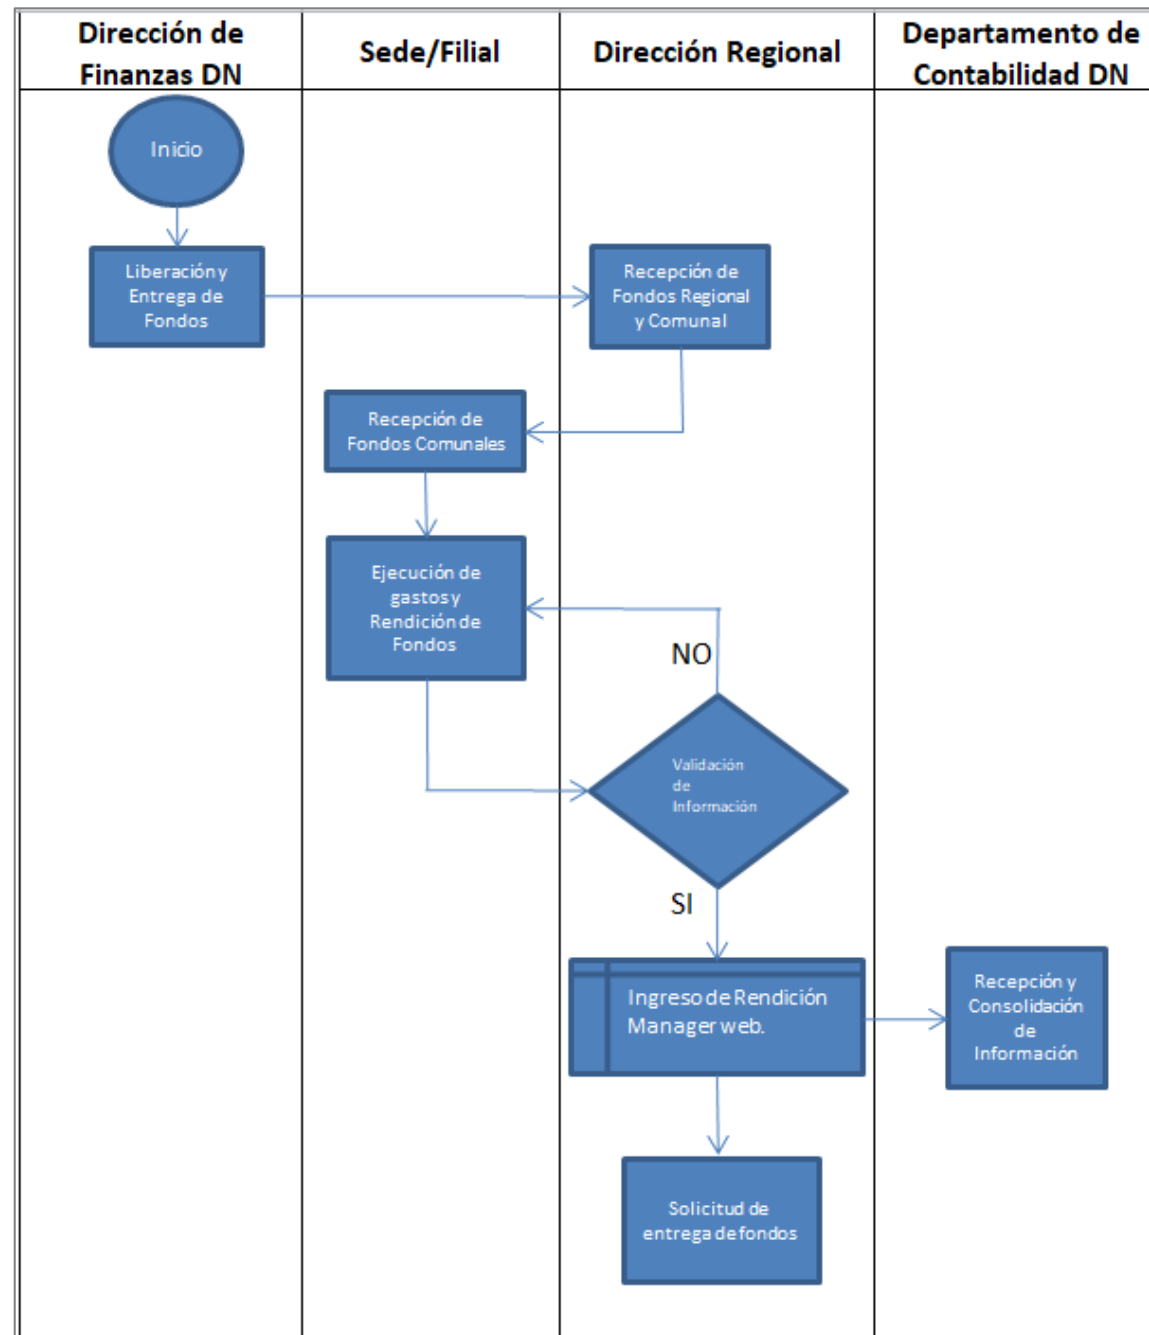 Dirección de
Finanzas DN
Sede/Filial
Dirección Regional
Departamento de
Contabilidad DN
Inicio
Liberación y
Entrega de
Fondos
Recepción de
Fondos Regional
y Comunal
Recepción de
Fondos Comunales
Ejecución de
gastos y
Rendición de
Fondos
NO
Validación
de
Información
SI
Ingreso de Rendición
Manager web.
Recepción y
Consolidación
de
Información
Solicitud de
entrega de fondos